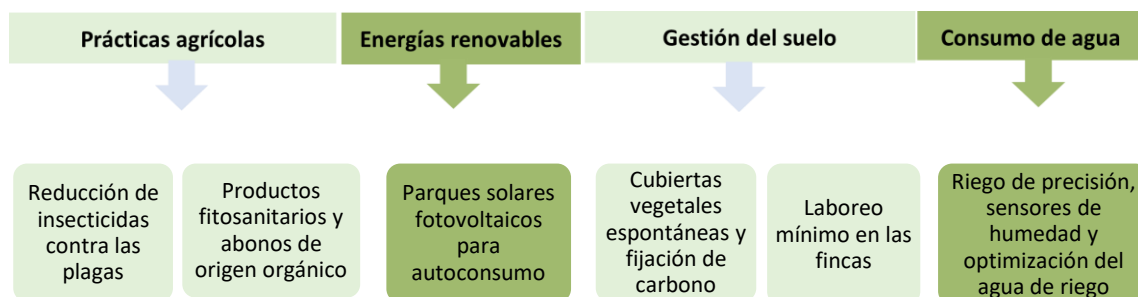 Prácticas agrícolas
Energías renovables
Gestión del suelo
Consumo de agua
Reducción de
insecticidas
contra las
plagas
Productos
fitosanitarios y
abonos de
origen orgánico
Parques solares
fotovoltaicos
para
autoconsumo
Cubiertas
vegetales
espontáneas y
fijación de
carbono
Laboreo
mínimo en las
fincas
Riego de precisión,
sensores de
humedad y
optimización del
agua de riego